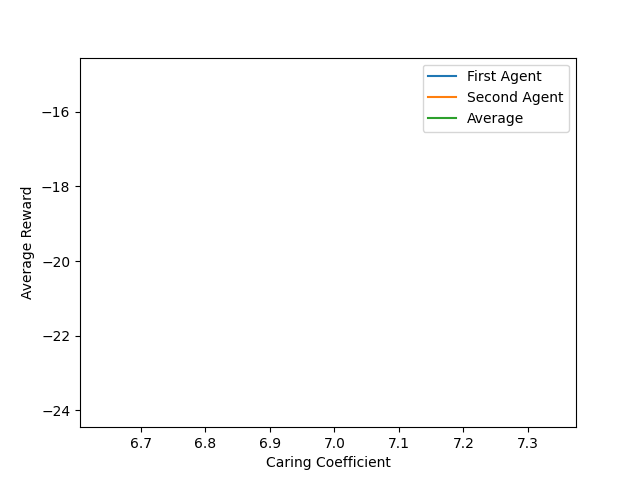 First Agent
Second Agent
Average
−16
−18
−20
−22
−24
Average Reward
6.7 6.8 6.9 7.0 7.1 7.2 7.3
Caring Coefficient